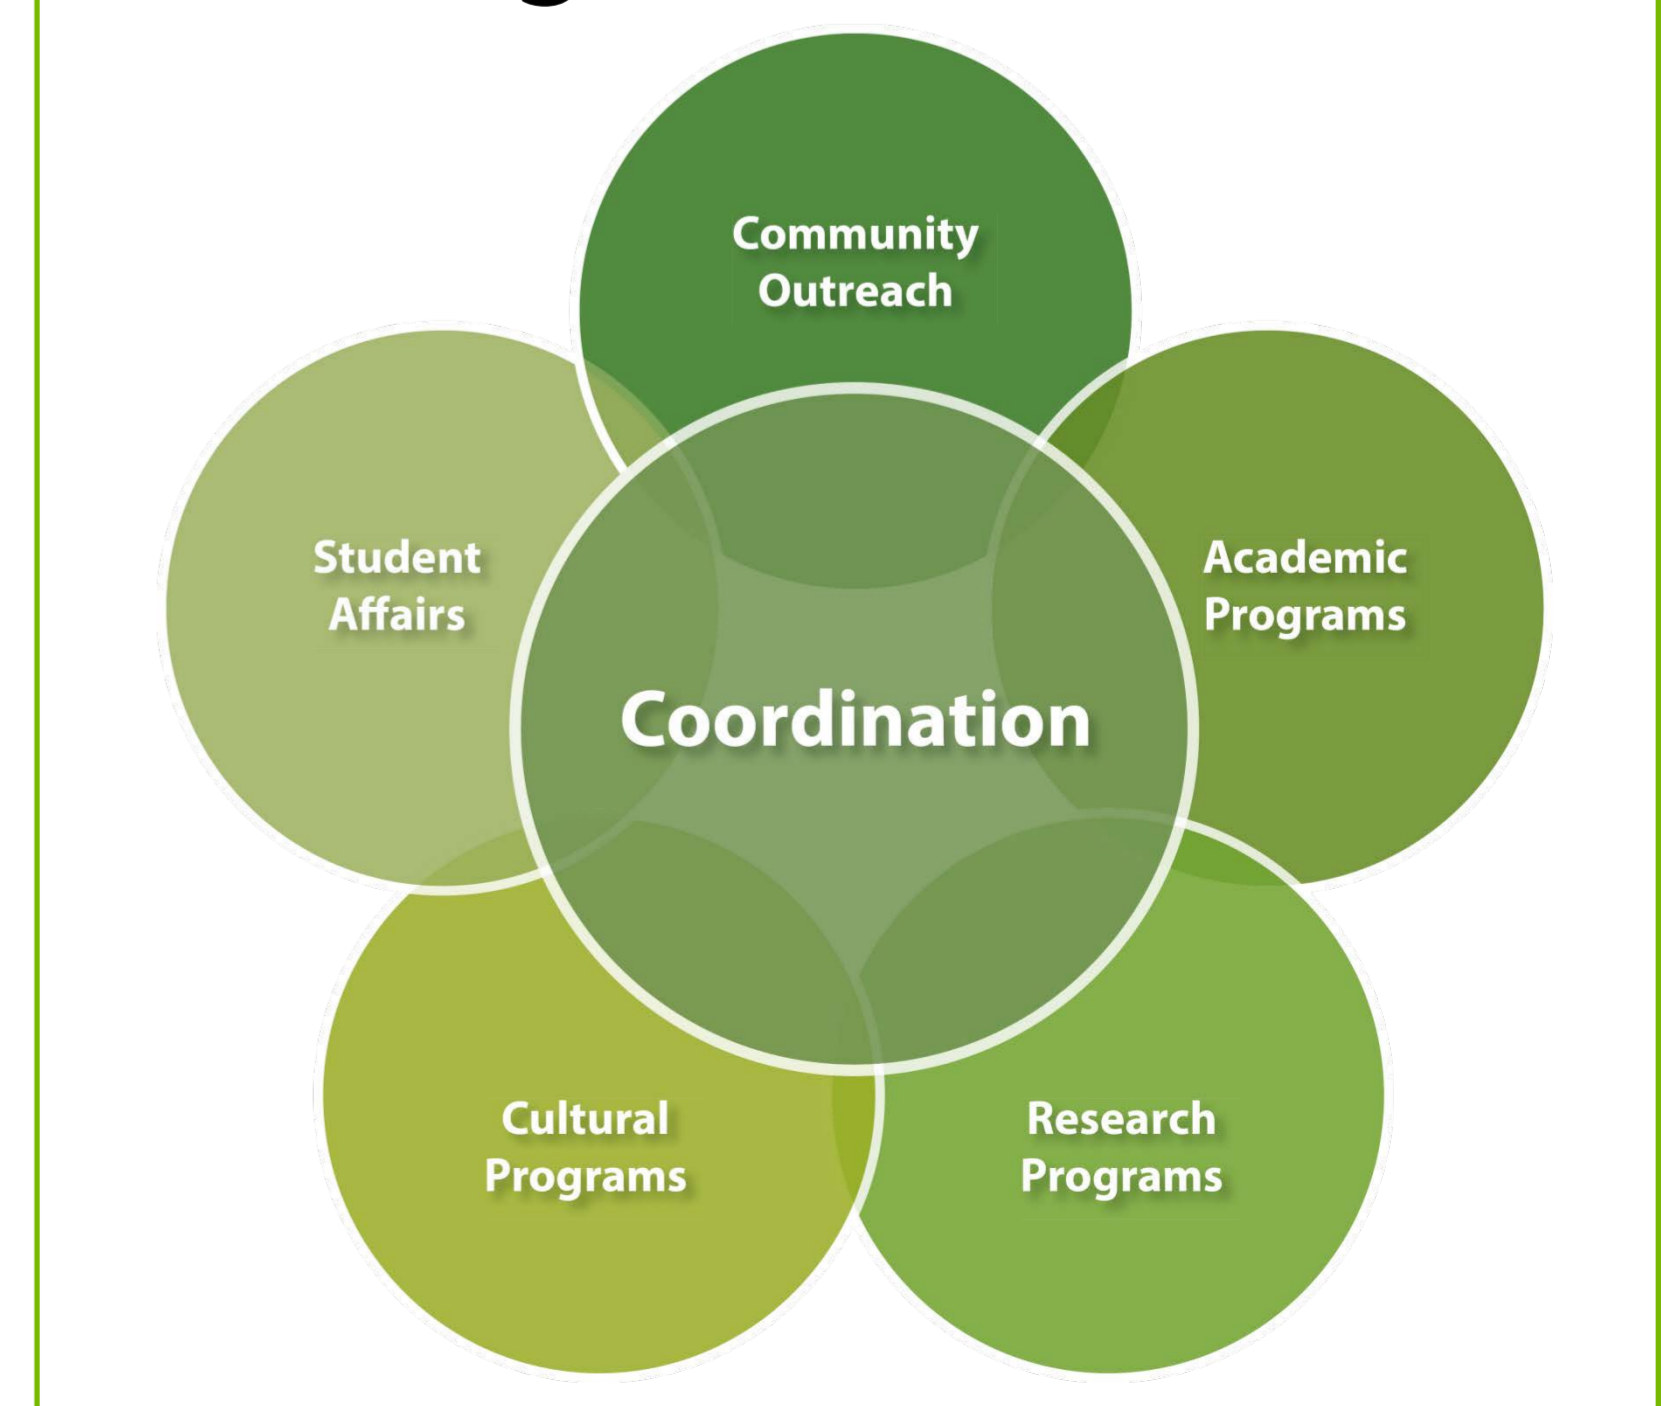 Community
Outreach
Student
Affairs
Academic
Programs
Coordination
Cultural
Programs
Research
Programs